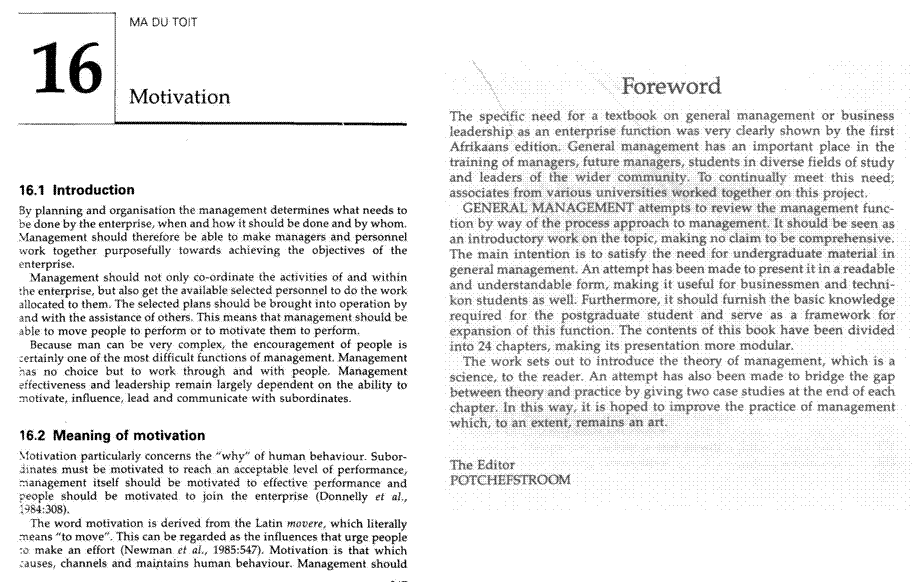 MA DU TOIT
16
Motivation
16.1 Introduction
By planning and organisation the management determines what needs to
be done by the enterprise, when and how it should be done and by whom.
Management should therefore be able to make managers and personnel
work together purposefully towards achieving the objectives of the
enterprise.
Management should not only co-ordinate the activities of and within
the enterprise, but also get the available selected personnel to do the work
allocated to them. The selected plans should be brought into operation by
and with the assistance of others. This means that management should be
able to move people to perform or to motivate them to perform.
Because man can be very complex, the encouragement of people is
certainly one of the most difficult functions of management. Management
has no choice but to work through and with people. Management
effectiveness and leadership remain largely dependent on the ability to
motivate, influence, lead and communicate with subordinates.
16.2 Meaning of motivation
Motivation particularly concerns the "why" of human behaviour. Subor-
dinates must be motivated to reach an acceptable level of performance,
management itself should be motivated to effective performance and
people should be motivated to join the enterprise (Donnelly et al.,
1984:308).
The word motivation is derived from the Latin movere, which literally
means "to move". This can be regarded as the influences that urge people
to make an effort (Newman et al., 1985:547). Motivation is that which
causes, channels and maintains human behaviour. Management should
Foreword
The specific need for a textbook on general management or business
leadership as an enterprise function was very clearly shown by the first
Afrikaans edition. General management has an important place in the
training of managers, future managers, students in diverse fields of study
and leaders of the wider community. To continually meet this need;
associates from various universities worked together on this project.
GENERAL MANAGEMENT attempts to review the management func-
tion by way of the process approach to management. It should be seen as
an introductory work on the topic, making no claim to be comprehensive.
The main intention is to satisfy the need for undergraduate material in
general management. An attempt has been made to present it in a readable
and understandable form, making it useful for businessmen and techni-
kon students as well. Furthermore, it should furnish the basic knowledge
required for the postgraduate student and serve as a framework for
expansion of this function. The contents of this book have been divided
into 24 chapters, making its presentation more modular.
The work sets out to introduce the theory of management, which is a
science, to the reader. An attempt has also been made to bridge the gap
between theory and practice by giving two case studies at the end of each
chapter. In this way, it is hoped to improve the practice of management
which, to an extent, remains an art.
The Editor
POTCHEFSTROOM